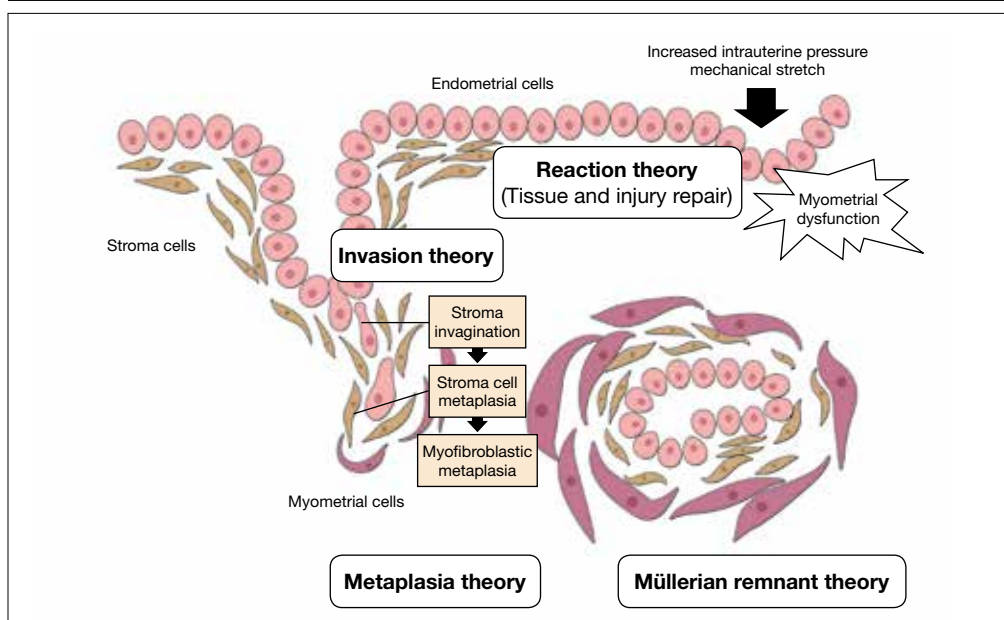 Increased intrauterine pressure
mechanical stretch
Endometrial cells
Reaction theory
(Tissue and injury repair)
Myometrial
dysfunction
Stroma cells
Invasion theory
Stroma
invagination
Stroma cell
metaplasia
Myofibroblastic
metaplasia
Myometrial cells
Metaplasia theory
Müllerian remnant theory